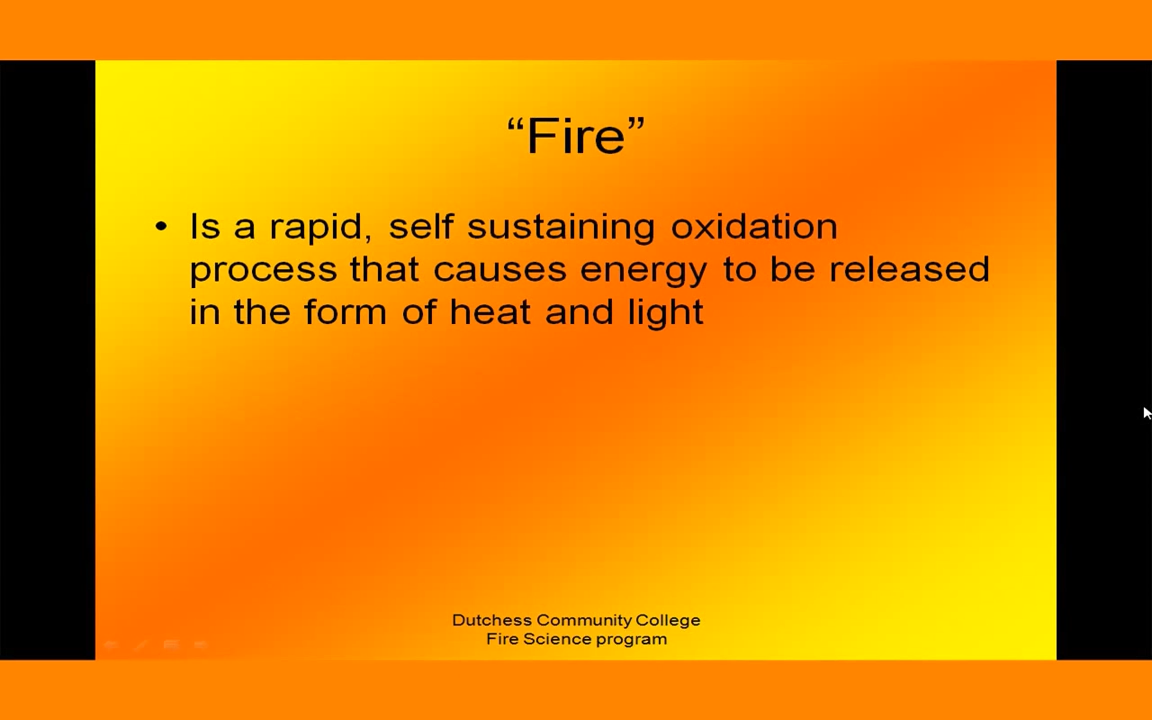 “Fire”
• Is a rapid, self sustaining oxidation
process that causes energy to be released
in the form of heat and light
Dutchess Community College
Fire Science program